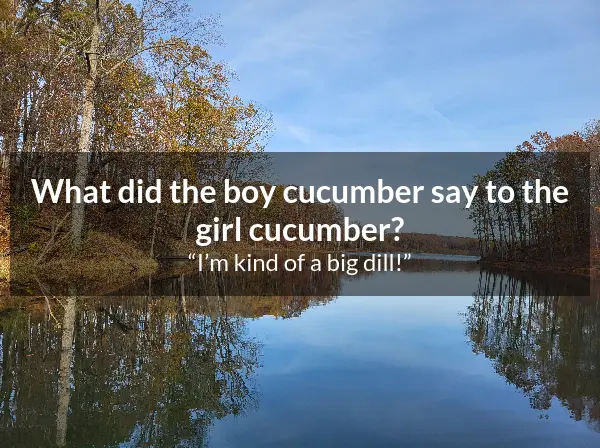 What did the boy cucumber say to the
girl cucumber?
“I’m kind of a big dill!”